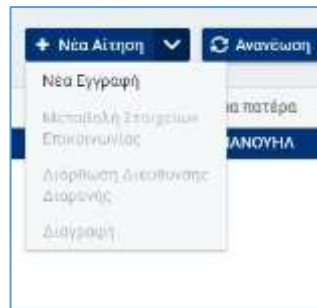 + Νέα Αίτηση Ανανέωση
Νέα Εγγραφή
α πατέρα
Μεταβολή Στοιχείων
Επικοινωνίας
ΑΝΟΥΗΛ
Διόρθωση Διεύθυνσης
Διαμονής
Διαγραφή